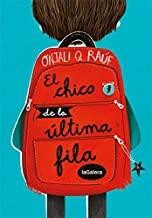 ONJALI Q. RAÚF
El chico
de la
última
fila
laGalera